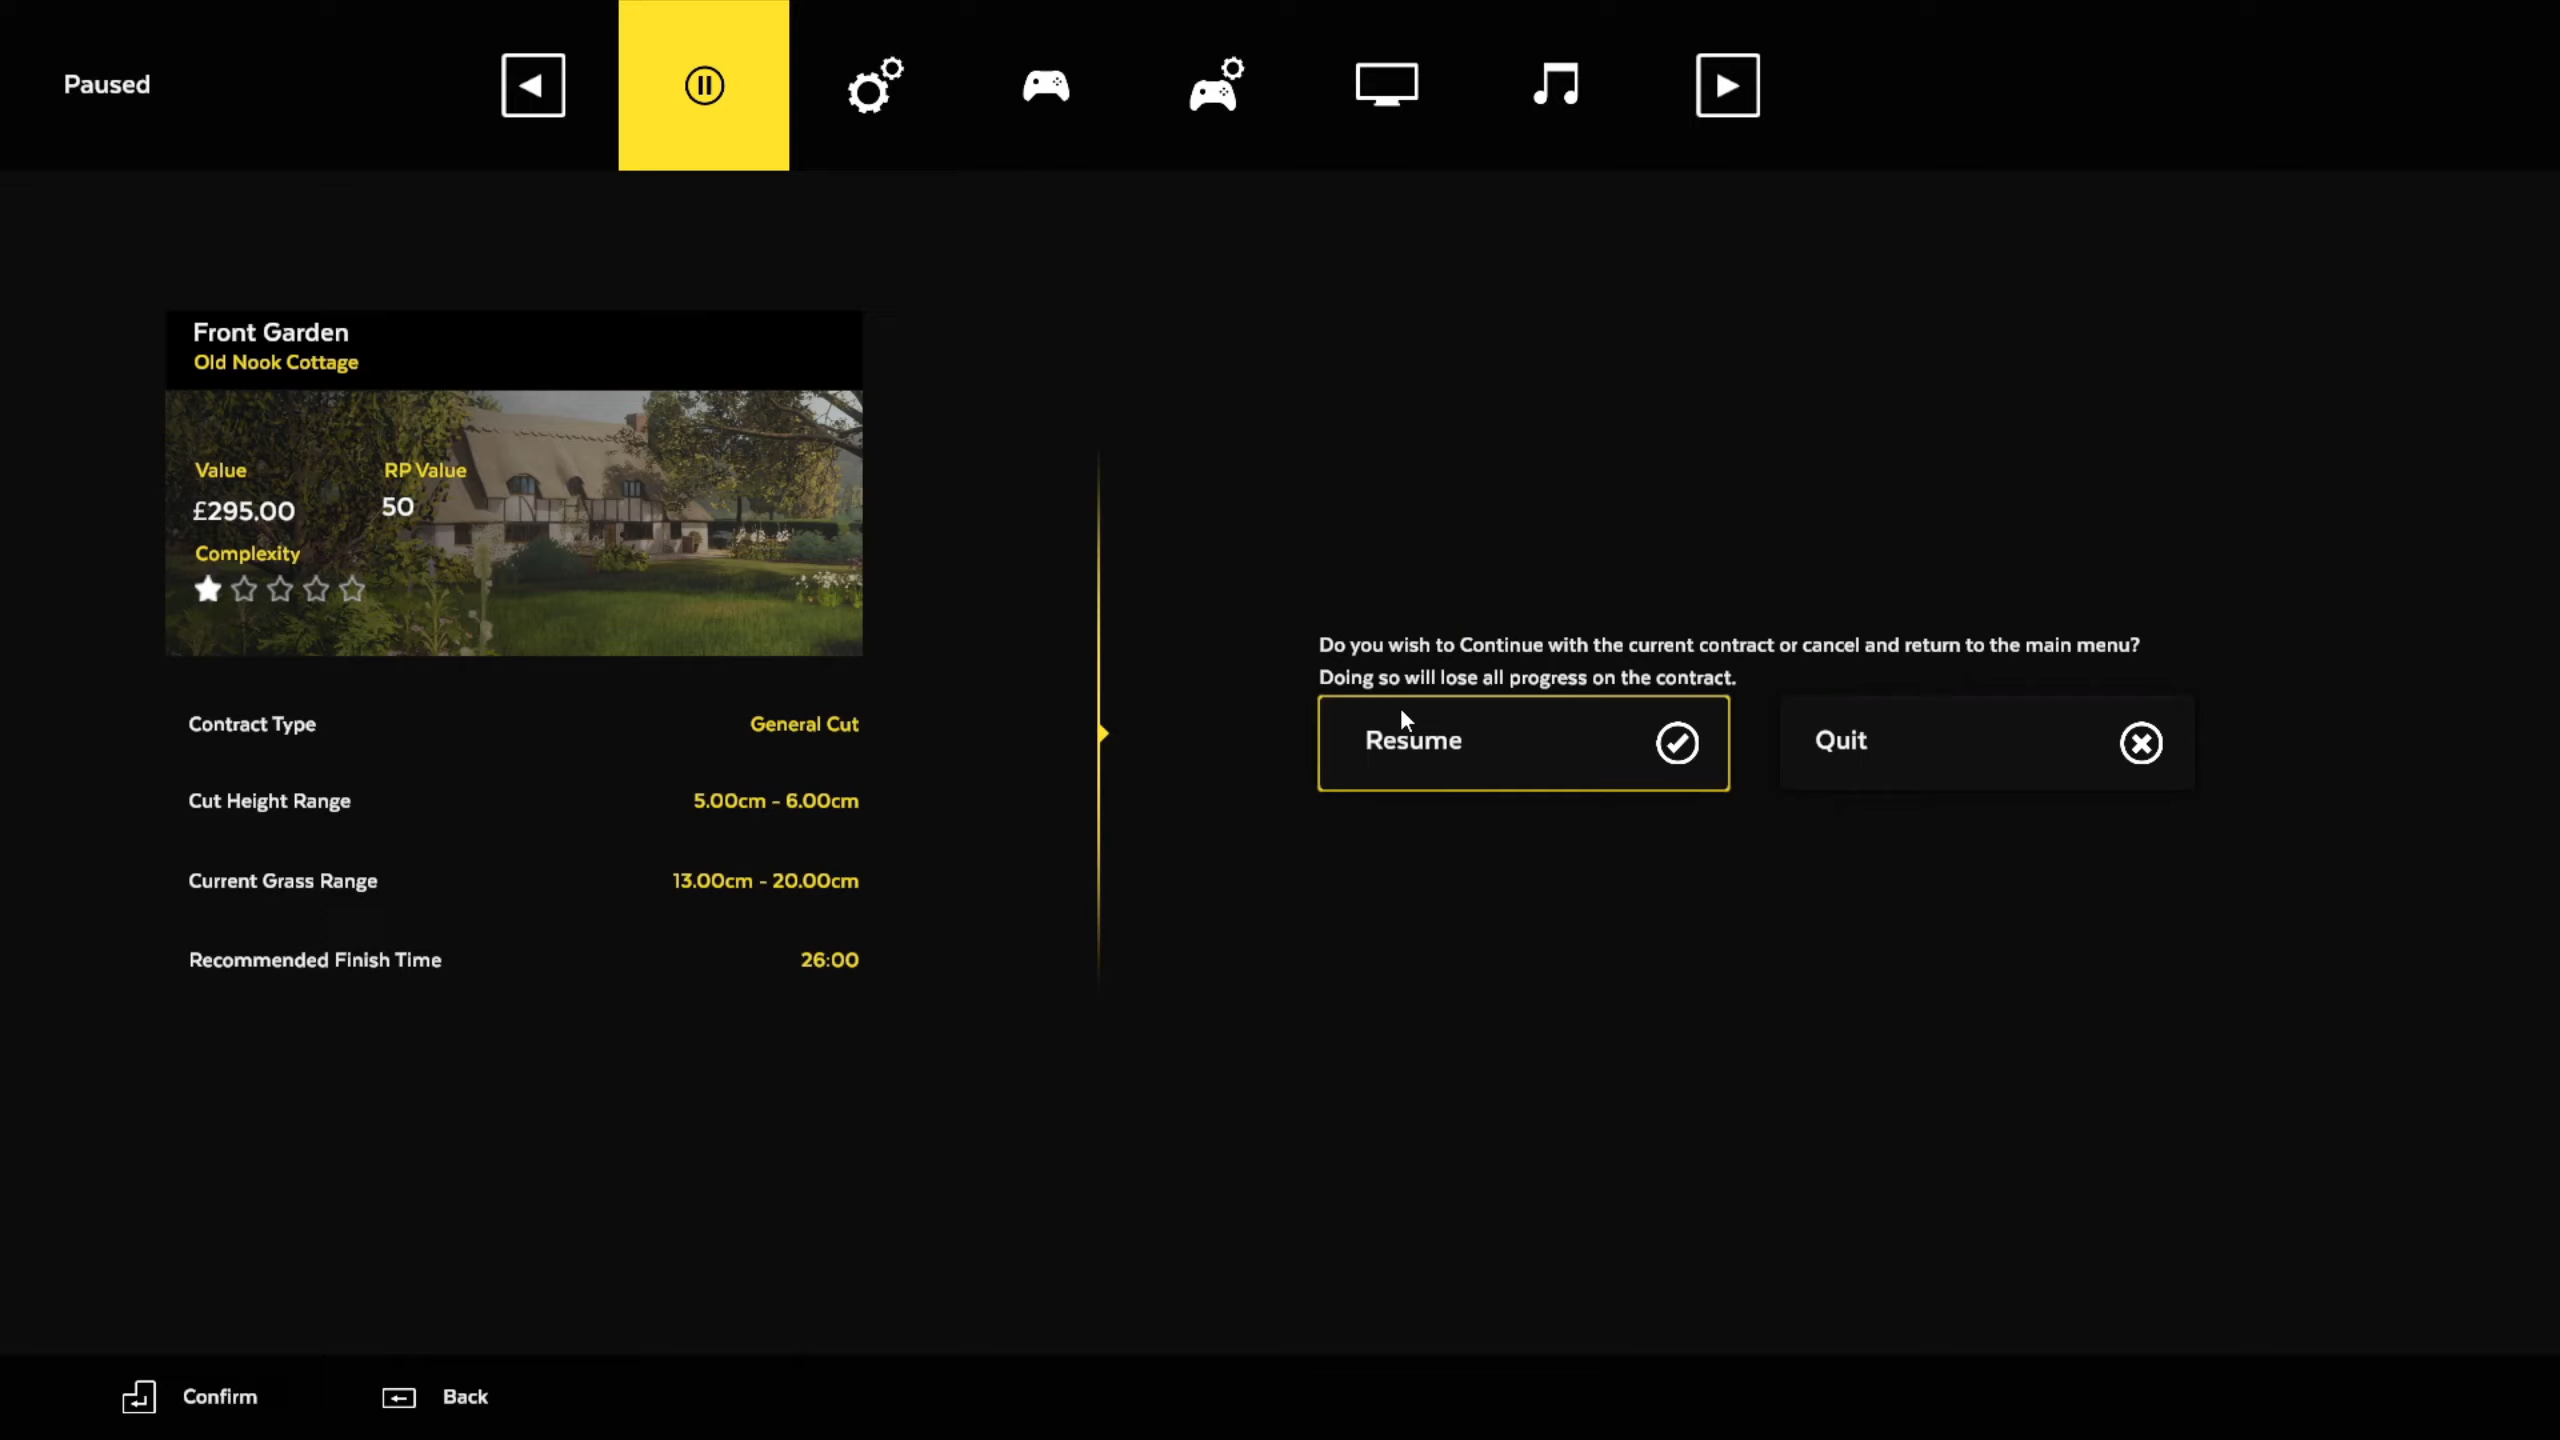 Paused
Front Garden
Old Nook Cottage
Value
RP Value
£295.00
50
Complexity
Contract Type
General Cut
Cut Height Range
5.00cm - 6.00cm
Current Grass Range
13.00cm - 20.00cm
Recommended Finish Time
26:00
Do you wish to Continue with the current contract or cancel and return to the main menu?
Doing so will lose all progress on the contract.
Resume
Quit
Confirm
Back